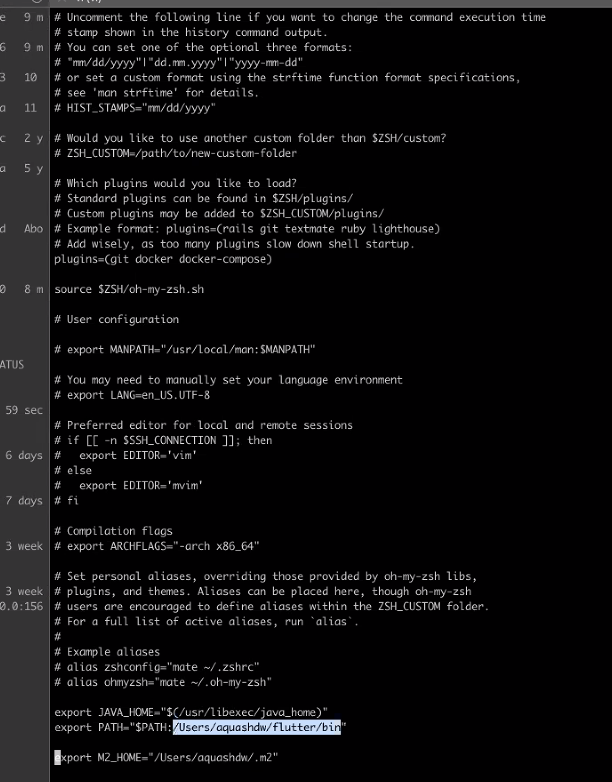 e 9 m # Uncomment the following line if you want to change the command execution time
# stamp shown in the history command output.
6 9 m # You can set one of the optional three formats:
# "mm/dd/yyyy"|"dd.mm.yyyy"|"yyyy-mm-dd"
3 10 # or set a custom format using the strftime function format specifications,
# see 'man strftime' for details.
a 11 # HIST_STAMPS="mm/dd/yyyy"
c 2 y # Would you like to use another custom folder than $ZSH/custom?
# ZSH_CUSTOM=/path/to/new-custom-folder
a 5 y
# Which plugins would you like to load?
# Standard plugins can be found in $ZSH/plugins/
# Custom plugins may be added to $ZSH_CUSTOM/plugins/
d Abo # Example format: plugins=(rails git textmate ruby lighthouse)
# Add wisely, as too many plugins slow down shell startup.
plugins=(git docker docker-compose)
0 8 m source $ZSH/oh-my-zsh.sh
# User configuration
# export MANPATH="/usr/local/man:$MANPATH"
ATUS
# You may need to manually set your language environment
# export LANG=en_US.UTF-8
59 sec
# Preferred editor for local and remote sessions
# if [[ -n $SSH_CONNECTION ]]; then
6 days # export EDITOR='vim'
# else
# export EDITOR='mvim'
7 days # fi
# Compilation flags
3 week # export ARCHFLAGS="-arch x86_64"
# Set personal aliases, overriding those provided by oh-my-zsh libs,
3 week # plugins, and themes. Aliases can be placed here, though oh-my-zsh
0.0:156 # users are encouraged to define aliases within the ZSH_CUSTOM folder.
# For a full list of active aliases, run `alias`.
#
# Example aliases
# alias zshconfig="mate ~/.zshrc"
# alias ohmyzsh="mate ~/.oh-my-zsh"
export JAVA_HOME="$(/usr/libexec/java_home)"
export PATH="$PATH:/Users/aquashdw/flutter/bin"
export M2_HOME="/Users/aquashdw/.m2"